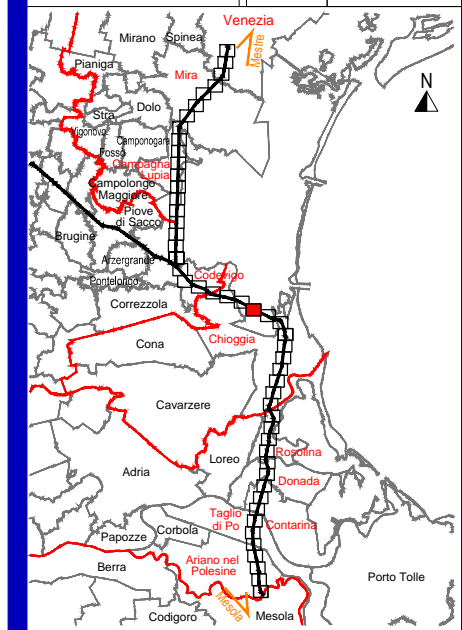 Venezia
Mirano
Spinea
Mestre
Pianiga
Mira
Dolo
Stra
Vigonovo
Camponogara
Fossò
Campagna
Lupia
Campolongo
Maggiore
Piove
di Sacco
Brugine
Arzergrande
Codevigo
Pontelongo
Correzzola
Chioggia
Cona
Cavarzere
Loreo
Rosolina
Adria
Donada
Taglio
di Po
Contarina
Corbola
Papozze
Berra
Ariano nel
Polesine
Porto Tolle
Mesola
Mesola
Codigoro
N